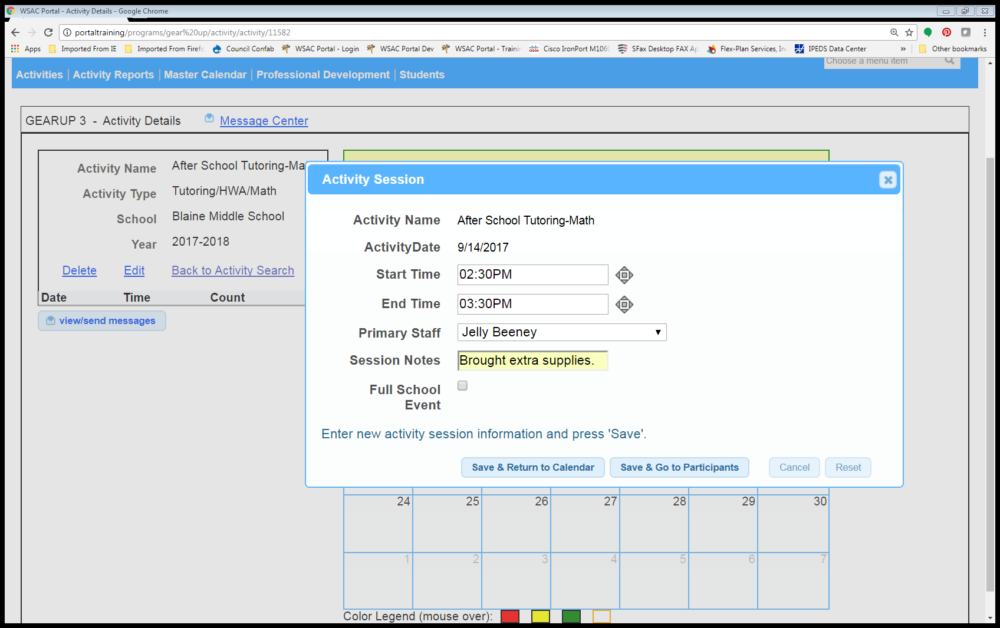 WSAC Portal - Activity Details - Google Chrome
portaltraining/programs/gear%20up/activity/activity/11582
Apps Imported From IE Imported From Firefo Council Confab WSAC Portal - Login WSAC Portal Dev WSAC Portal - Trainin Cisco IronPort M1060 SFax Desktop FAX Ap Flex-Plan Services, Inc IPEDS Data Center » Other bookmarks
Choose a menu item
Activities Activity Reports Master Calendar Professional Development Students
GEARUP 3 - Activity Details Message Center
Activity Name After School Tutoring-Ma
Activity Type Tutoring/HWA/Math
School Blaine Middle School
Year 2017-2018
Delete Edit Back to Activity Search
Date Time Count
view/send messages
Activity Session
Activity Name After School Tutoring-Math
ActivityDate 9/14/2017
Start Time 02:30PM
End Time 03:30PM
Primary Staff Jelly Beeney
Session Notes Brought extra supplies.
Full School
Event
Enter new activity session information and press 'Save'.
Save & Return to Calendar Save & Go to Participants Cancel Reset
24 25 26 27 28 29 30
1 2 3 4 5 6 7
Color Legend (mouse over):